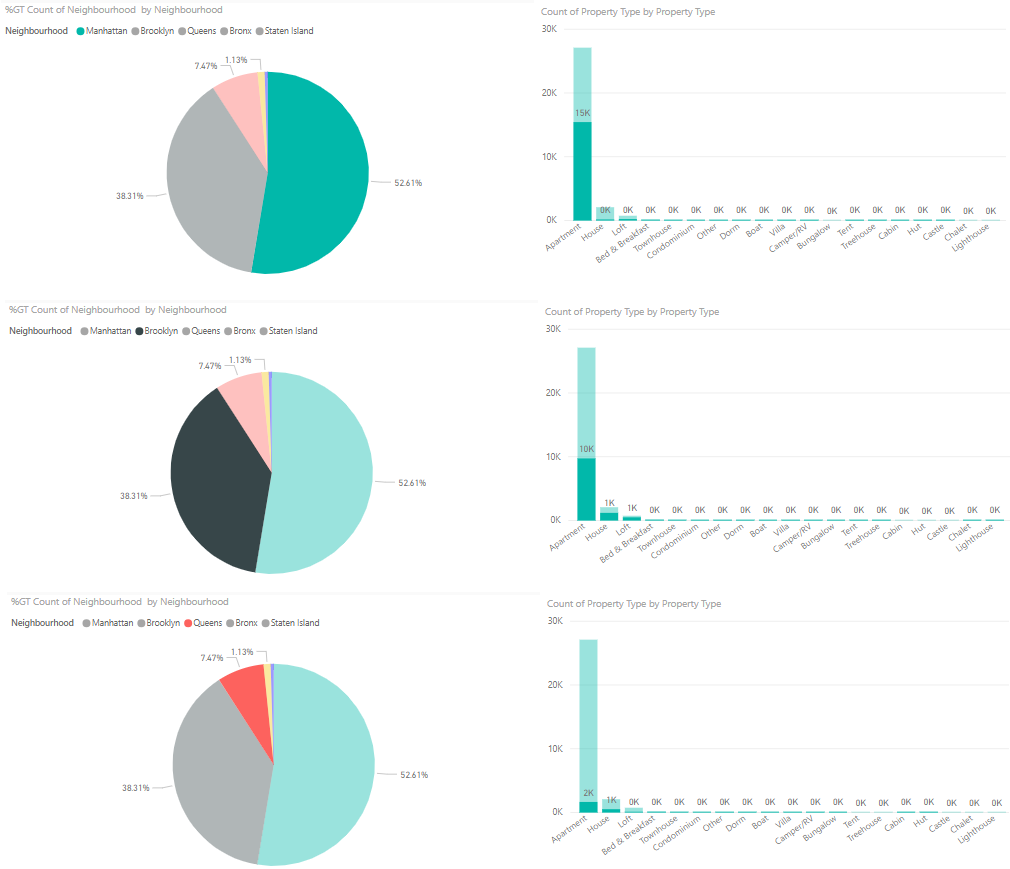 %GT Count of Neighbourhood by Neighbourhood
Neighbourhood Manhattan Brooklyn Queens Bronx Staten Island
7.47% 1.13%
38.31%
52.61%
Count of Property Type by Property Type
30K
20K
10K
0K
15K
0K 0K 0K 0K 0K 0K 0K 0K 0K 0K 0K 0K 0K 0K 0K 0K 0K 0K
Apartment House Loft Bed & Breakfast Townhouse Condominium Other Dorm Boat Villa Camper/RV Bungalow Tent Treehouse Cabin Hut Castle Chalet Lighthouse
%GT Count of Neighbourhood by Neighbourhood
Neighbourhood Manhattan Brooklyn Queens Bronx Staten Island
7.47% 1.13%
38.31%
52.61%
Count of Property Type by Property Type
30K
20K
10K
0K
10K
1K 1K 0K 0K 0K 0K 0K 0K 0K 0K 0K 0K 0K 0K 0K 0K 0K 0K
Apartment House Loft Bed & Breakfast Townhouse Condominium Other Dorm Boat Villa Camper/RV Bungalow Tent Treehouse Cabin Hut Castle Chalet Lighthouse
%GT Count of Neighbourhood by Neighbourhood
Neighbourhood Manhattan Brooklyn Queens Bronx Staten Island
7.47% 1.13%
38.31%
52.61%
Count of Property Type by Property Type
30K
20K
10K
0K
2K
1K 0K 0K 0K 0K 0K 0K 0K 0K 0K 0K 0K 0K 0K 0K 0K 0K 0K
Apartment House Loft Bed & Breakfast Townhouse Condominium Other Dorm Boat Villa Camper/RV Bungalow Tent Treehouse Cabin Hut Castle Chalet Lighthouse